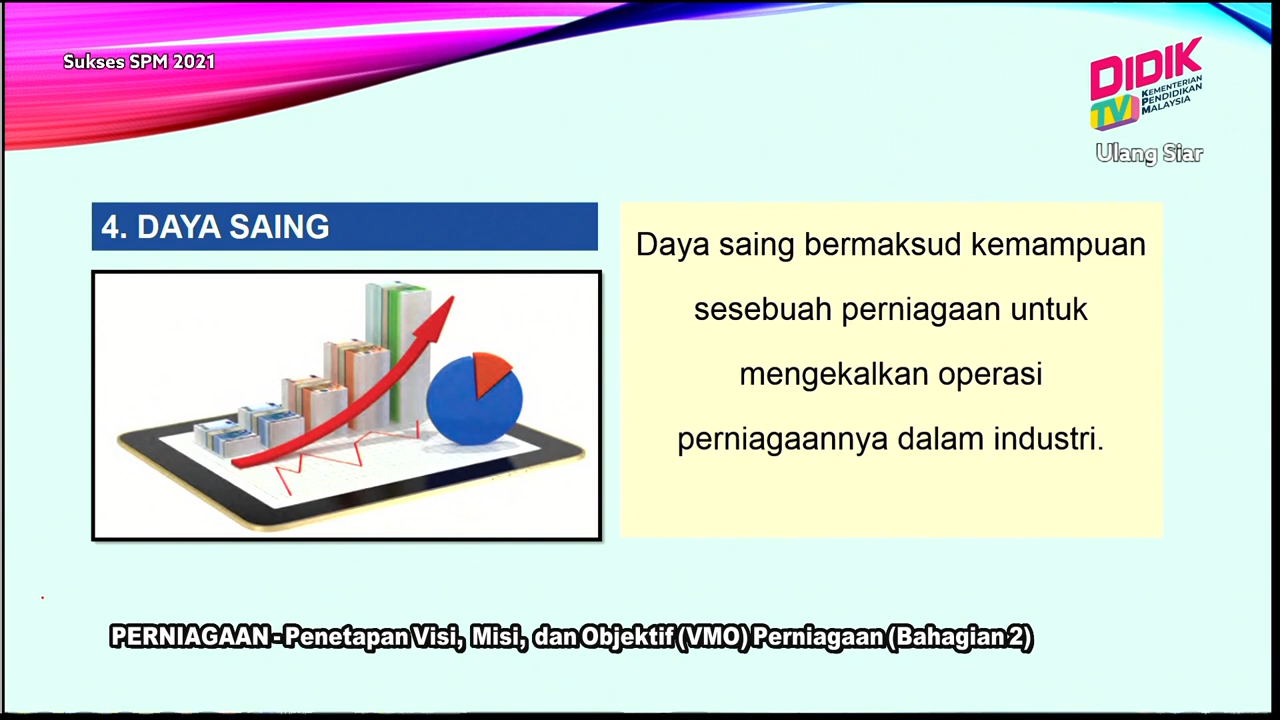 Sukses SPM 2021
DIDIK
TV
KEMENTERIAN
PENDIDIKAN
MALAYSIA
Ulang Siar
4. DAYA SAING
Daya saing bermaksud kemampuan
sesebuah perniagaan untuk
mengekalkan operasi
perniagaannya dalam industri.
PERNIAGAAN - Penetapan Visi, Misi, dan Objektif (VMO) Perniagaan (Bahagian 2)